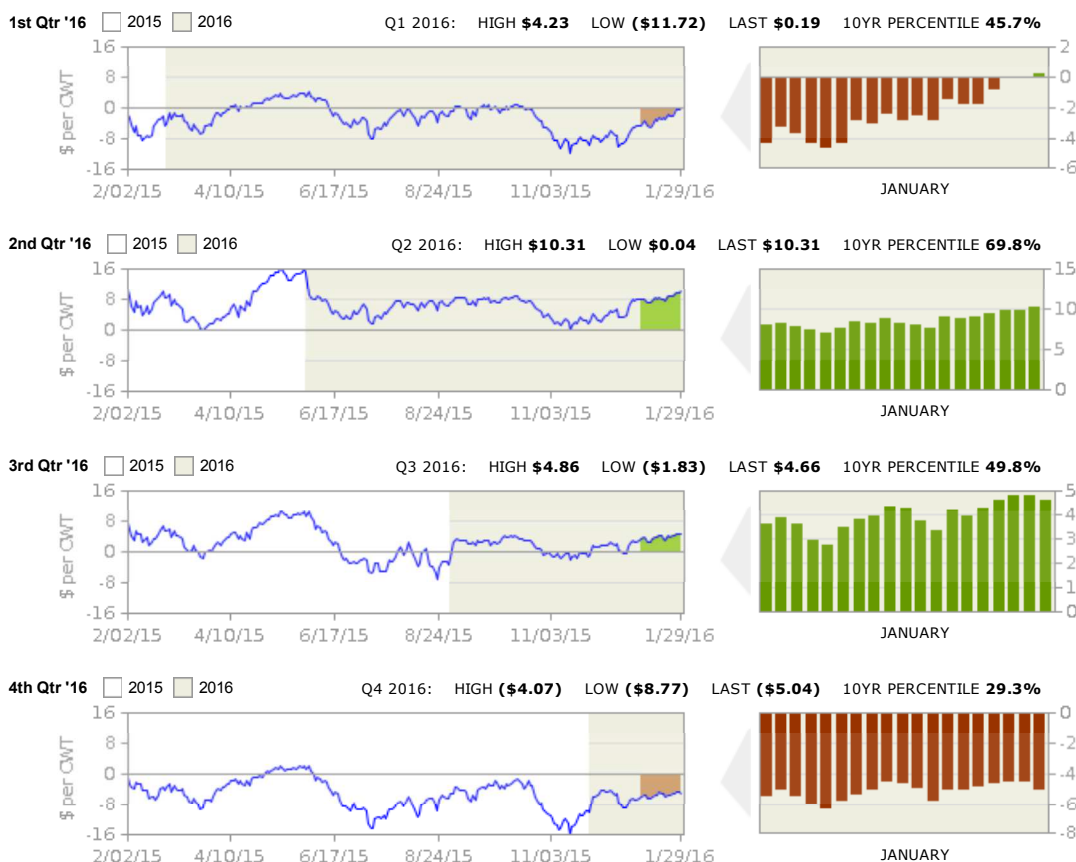 1st Qtr '16 2015 2016 Q1 2016: HIGH $4.23 LOW ($11.72) LAST $0.19 10YR PERCENTILE 45.7%
16
8
0
-8
-16
$ per CWT
2/02/15 4/10/15 6/17/15 8/24/15 11/03/15 1/29/16
2
0
-2
-4
-6
JANUARY
2nd Qtr '16 2015 2016 Q2 2016: HIGH $10.31 LOW $0.04 LAST $10.31 10YR PERCENTILE 69.8%
16
8
0
-8
-16
$ per CWT
2/02/15 4/10/15 6/17/15 8/24/15 11/03/15 1/29/16
15
10
5
0
JANUARY
3rd Qtr '16 2015 2016 Q3 2016: HIGH $4.86 LOW ($1.83) LAST $4.66 10YR PERCENTILE 49.8%
16
8
0
-8
-16
$ per CWT
2/02/15 4/10/15 6/17/15 8/24/15 11/03/15 1/29/16
5
4
3
2
1
0
JANUARY
4th Qtr '16 2015 2016 Q4 2016: HIGH ($4.07) LOW ($8.77) LAST ($5.04) 10YR PERCENTILE 29.3%
16
8
0
-8
-16
$ per CWT
2/02/15 4/10/15 6/17/15 8/24/15 11/03/15 1/29/16
0
-2
-4
-6
-8
JANUARY